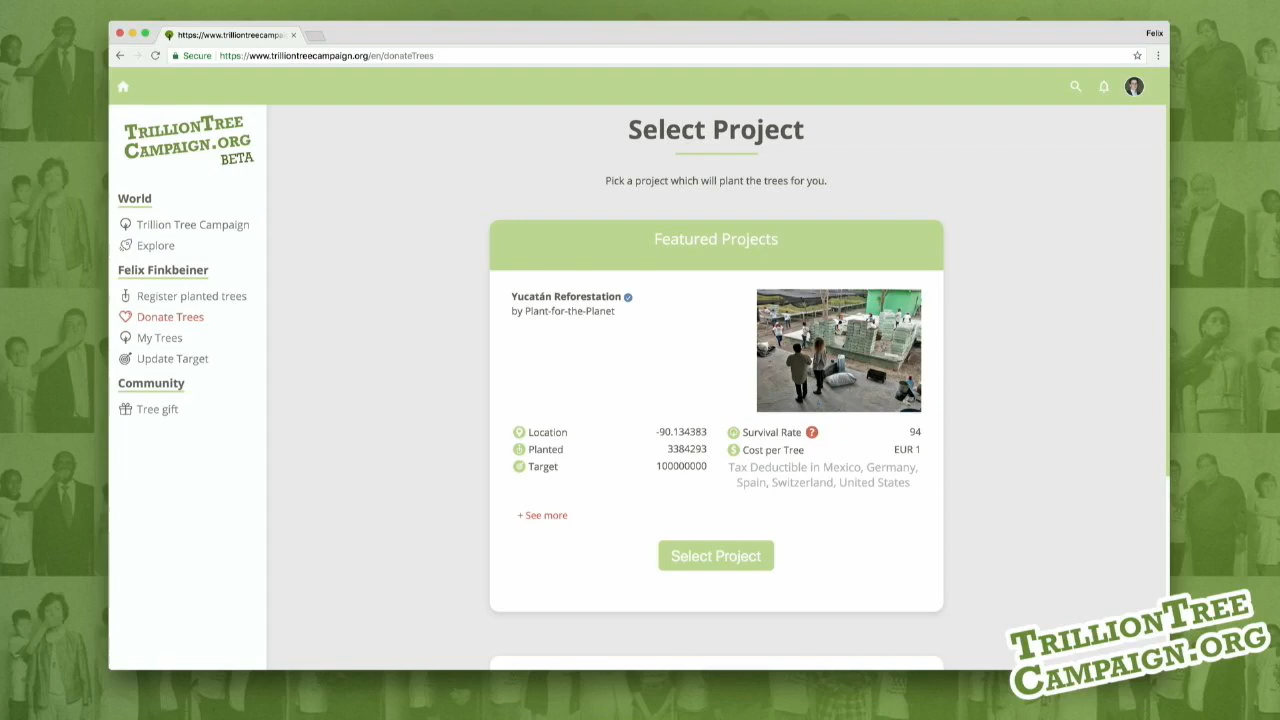 Felix
https://www.trilliontreecampai
Secure https://www.trilliontreecampaign.org/en/donateTrees
TRILLIONTREE
CAMPAIGN.ORG
BETA
World
Trillion Tree Campaign
Explore
Felix Finkbeiner
Register planted trees
Donate Trees
My Trees
Update Target
Community
Tree gift
Select Project
Pick a project which will plant the trees for you.
Featured Projects
Yucatán Reforestation
by Plant-for-the-Planet
Location -90.134383
Planted 3384293
Target 100000000
Survival Rate ? 94
Cost per Tree EUR 1
Tax Deductible in Mexico, Germany,
Spain, Switzerland, United States
+ See more
Select Project
TRILLIONTREE
CAMPAIGN.ORG